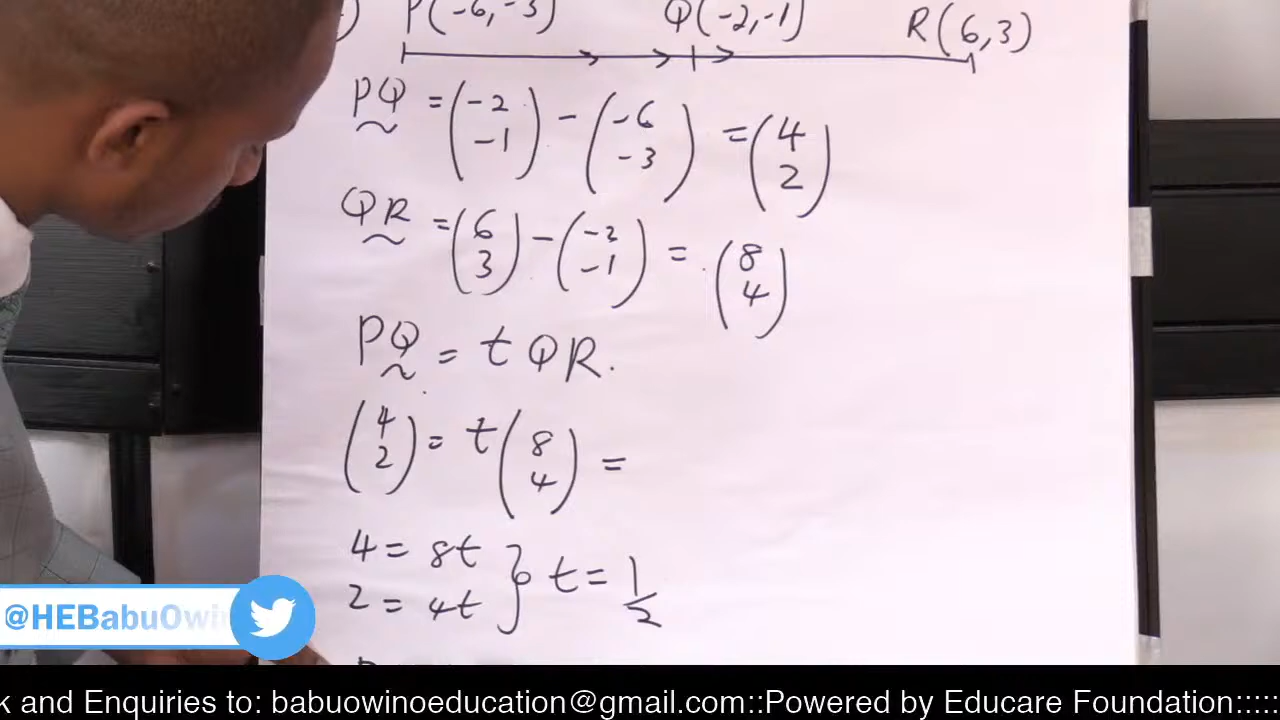 P(-6,-3) Q(-2,-1) R(6,3)
PQ = (-2 -1) - (-6 -3) = (4 2)
QR = (6 3) - (-2 -1) = (8 4)
PQ = t QR.
(4 2) = t (8 4) =
4 = 8t
2 = 4t } t = 1/2
@HEBabuOwi
k and Enquiries to: babuowinoeducation@gmail.com::Powered by Educare Foundation:::::